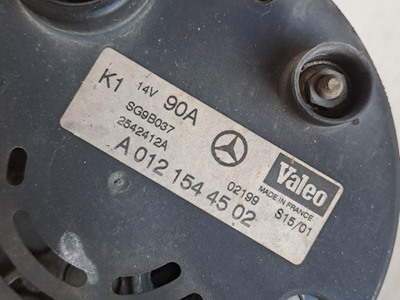 K1 14V 90A
SG9B037
2542412A
A 012 154 45 02
Valeo
MADE IN FRANCE
02199 S15/01